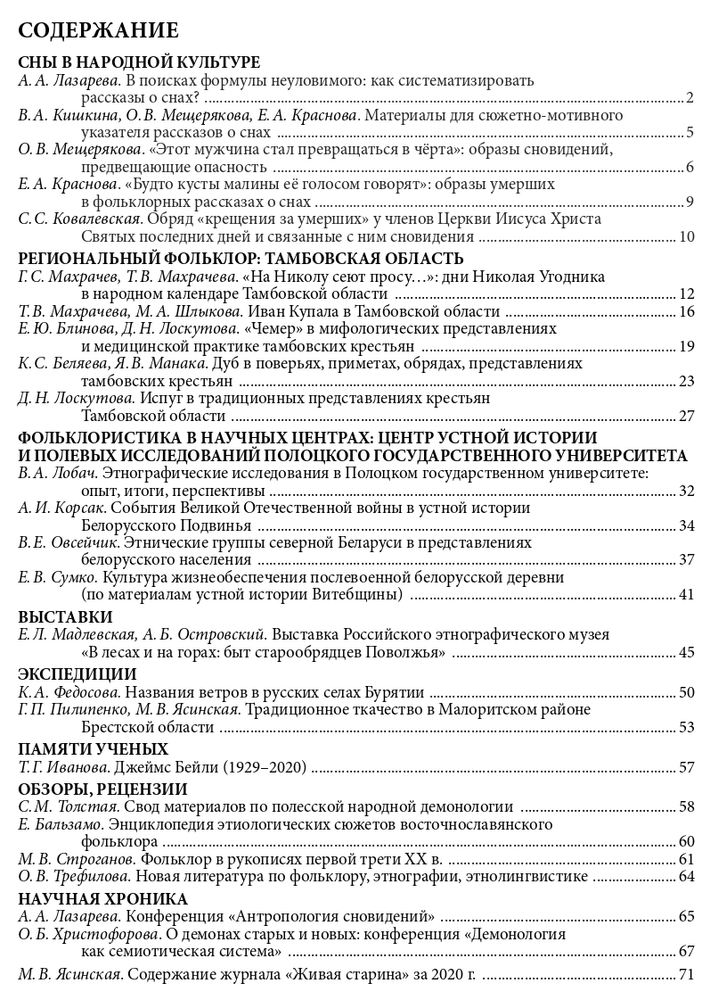 СОДЕРЖАНИЕ
СНЫ В НАРОДНОЙ КУЛЬТУРЕ
А. А. Лазарева. В поисках формулы неуловимого: как систематизировать
рассказы о снах? ........ 2
В. А. Кишкина, О. В. Мещерякова, Е. А. Краснова. Материалы для сюжетно-мотивного
указателя рассказов о снах ........ 5
О. В. Мещерякова. «Этот мужчина стал превращаться в чёрта»: образы сновидений,
предвещающие опасность ........ 6
Е. А. Краснова. «Будто кусты малины её голосом говорят»: образы умерших
в фольклорных рассказах о снах ........ 9
С. С. Ковалевская. Обряд «крещения за умерших» у членов Церкви Иисуса Христа
Святых последних дней и связанные с ним сновидения ........ 10
РЕГИОНАЛЬНЫЙ ФОЛЬКЛОР: ТАМБОВСКАЯ ОБЛАСТЬ
Г. С. Махрачев, Т. В. Махрачева. «На Николу сеют просу…»: дни Николая Угодника
в народном календаре Тамбовской области ........ 12
Т. В. Махрачева, М. А. Шлыкова. Иван Купала в Тамбовской области ........ 16
Е. Ю. Блинова, Д. Н. Лоскутова. «Чемер» в мифологических представлениях
и медицинской практике тамбовских крестьян ........ 19
К. С. Беляева, Я. В. Манака. Дуб в поверьях, приметах, обрядах, представлениях
тамбовских крестьян ........ 23
Д. Н. Лоскутова. Испуг в традиционных представлениях крестьян
Тамбовской области ........ 27
ФОЛЬКЛОРИСТИКА В НАУЧНЫХ ЦЕНТРАХ: ЦЕНТР УСТНОЙ ИСТОРИИ
И ПОЛЕВЫХ ИССЛЕДОВАНИЙ ПОЛОЦКОГО ГОСУДАРСТВЕННОГО УНИВЕРСИТЕТА
В. А. Лобач. Этнографические исследования в Полоцком государственном университете:
опыт, итоги, перспективы ........ 32
А. И. Корсак. События Великой Отечественной войны в устной истории
Белорусского Подвинья ........ 34
В. Е. Овсейчик. Этнические группы северной Беларуси в представлениях
белорусского населения ........ 37
Е. В. Сумко. Культура жизнеобеспечения послевоенной белорусской деревни
(по материалам устной истории Витебщины) ........ 41
ВЫСТАВКИ
Е. Л. Мадлевская, А. Б. Островский. Выставка Российского этнографического музея
«В лесах и на горах: быт старообрядцев Поволжья» ........ 45
ЭКСПЕДИЦИИ
К. А. Федосова. Названия ветров в русских селах Бурятии ........ 50
Г. П. Пилипенко, М. В. Ясинская. Традиционное ткачество в Малоритском районе
Брестской области ........ 53
ПАМЯТИ УЧЕНЫХ
Т. Г. Иванова. Джеймс Бейли (1929–2020) ........ 57
ОБЗОРЫ, РЕЦЕНЗИИ
С. М. Толстая. Свод материалов по полесской народной демонологии ........ 58
Е. Бальзамо. Энциклопедия этиологических сюжетов восточнославянского
фольклора ........ 60
М. В. Строганов. Фольклор в рукописях первой трети XX в. ........ 61
О. В. Трефилова. Новая литература по фольклору, этнографии, этнолингвистике ........ 64
НАУЧНАЯ ХРОНИКА
А. А. Лазарева. Конференция «Антропология сновидений» ........ 65
О. Б. Христофорова. О демонах старых и новых: конференция «Демонология
как семиотическая система» ........ 67
М. В. Ясинская. Содержание журнала «Живая старина» за 2020 г. ........ 71